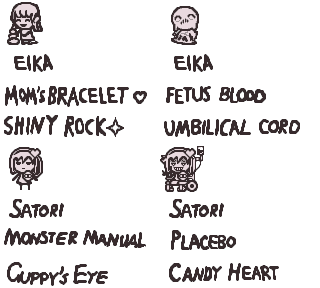 EIKA
EIKA
MOM'S BRACELET ♡
FETUS BLOOD
SHINY ROCK✧
UMBILICAL CORD
SATORI
SATORI
MONSTER MANUAL
PLACEBO
GUPPY'S EYE
CANDY HEART